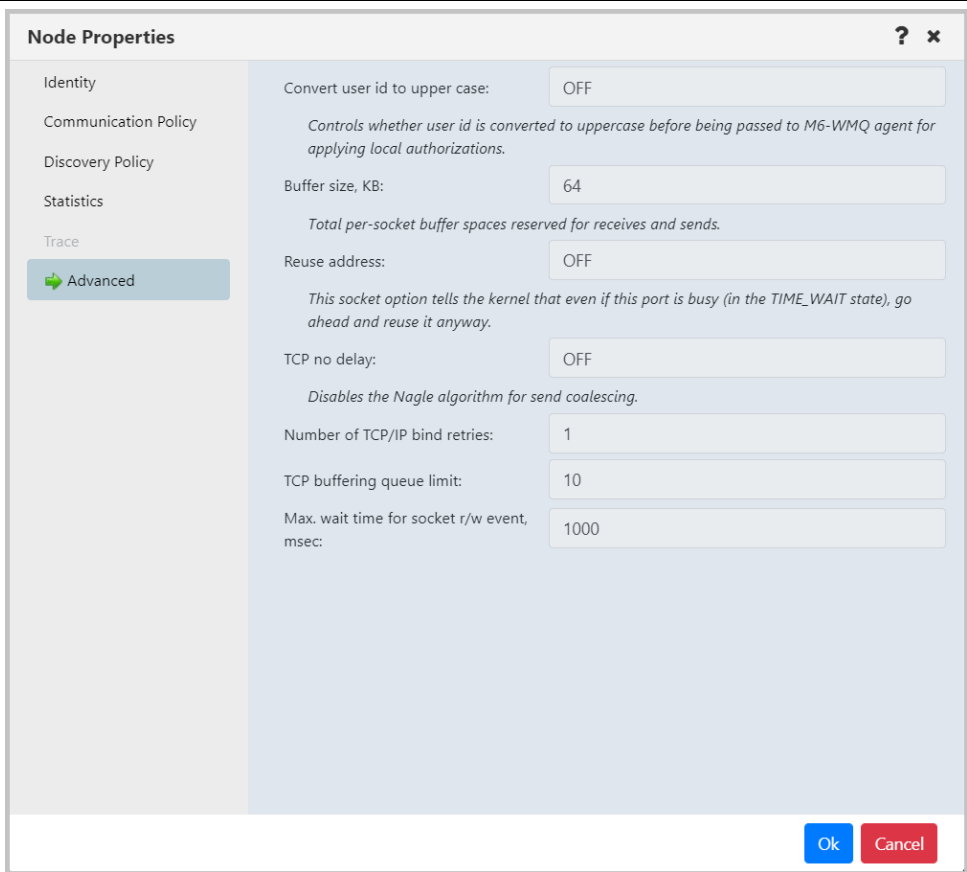 Node Properties
? ×
Identity
Communication Policy
Discovery Policy
Statistics
Trace
Advanced
Convert user id to upper case: OFF
Controls whether user id is converted to uppercase before being passed to M6-WMQ agent for
applying local authorizations.
Buffer size, KB: 64
Total per-socket buffer spaces reserved for receives and sends.
Reuse address: OFF
This socket option tells the kernel that even if this port is busy (in the TIME_WAIT state), go
ahead and reuse it anyway.
TCP no delay: OFF
Disables the Nagle algorithm for send coalescing.
Number of TCP/IP bind retries: 1
TCP buffering queue limit: 10
Max. wait time for socket r/w event,
msec:
1000
Ok Cancel